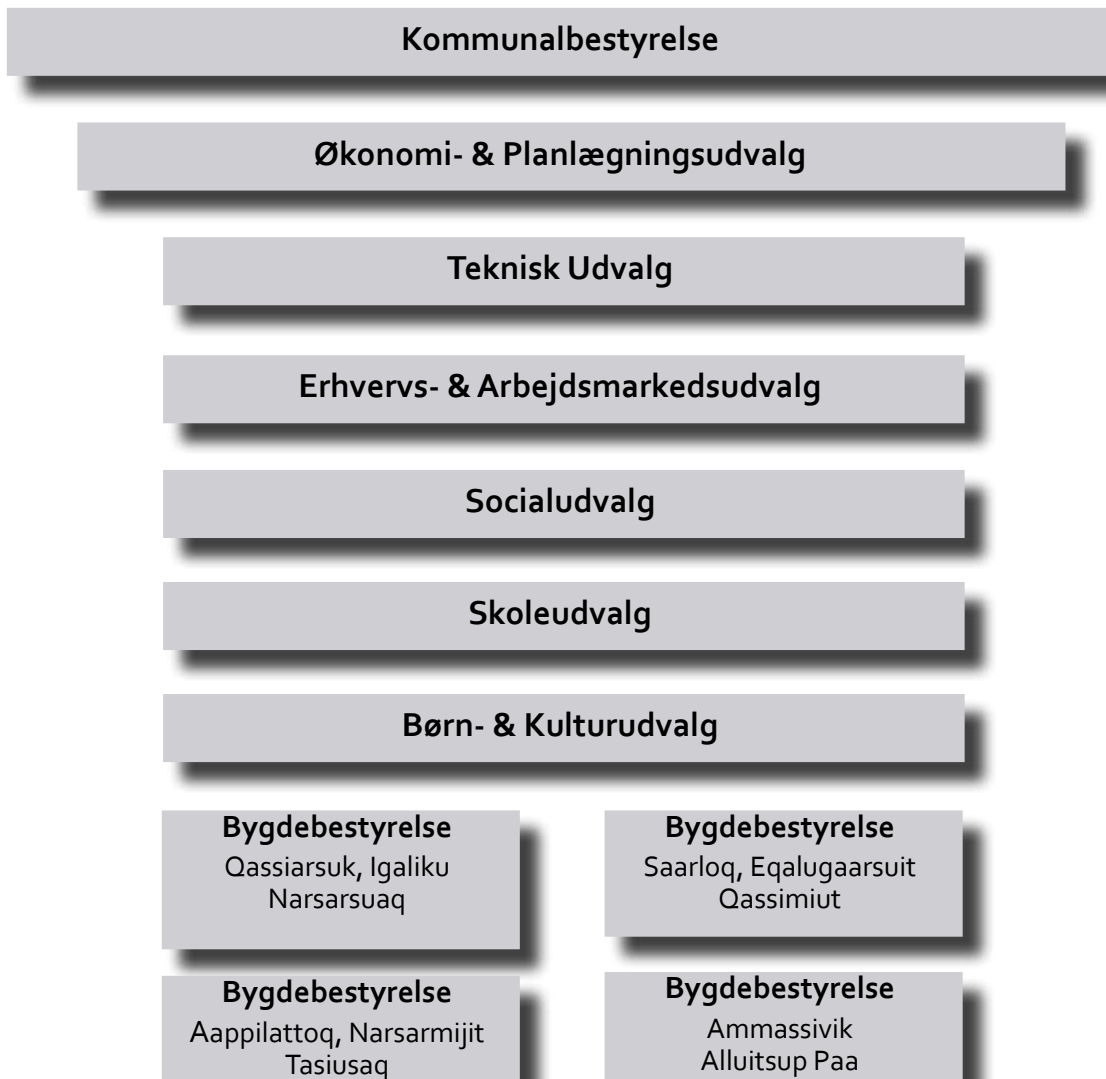 Kommunalbestyrelse
Økonomi- & Planlægningsudvalg
Teknisk Udvalg
Erhvervs- & Arbejdsmarkedsudvalg
Socialudvalg
Skoleudvalg
Børn- & Kulturudvalg
Bygdebestyrelse
Qassiarsuk, Igaliku
Narsarsuaq
Bygdebestyrelse
Saarloq, Eqalugaarsuit
Qassimiut
Bygdebestyrelse
Aappilattoq, Narsarmijit
Tasiusaq
Bygdebestyrelse
Ammassivik
Alluitsup Paa